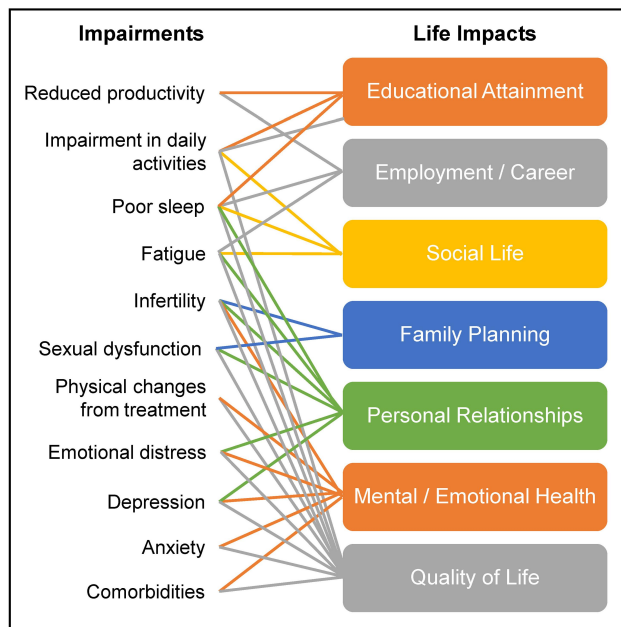 Impairments
Life Impacts
Reduced productivity
Impairment in daily
activities
Poor sleep
Fatigue
Infertility
Sexual dysfunction
Physical changes
from treatment
Emotional distress
Depression
Anxiety
Comorbidities
Educational Attainment
Employment / Career
Social Life
Family Planning
Personal Relationships
Mental / Emotional Health
Quality of Life